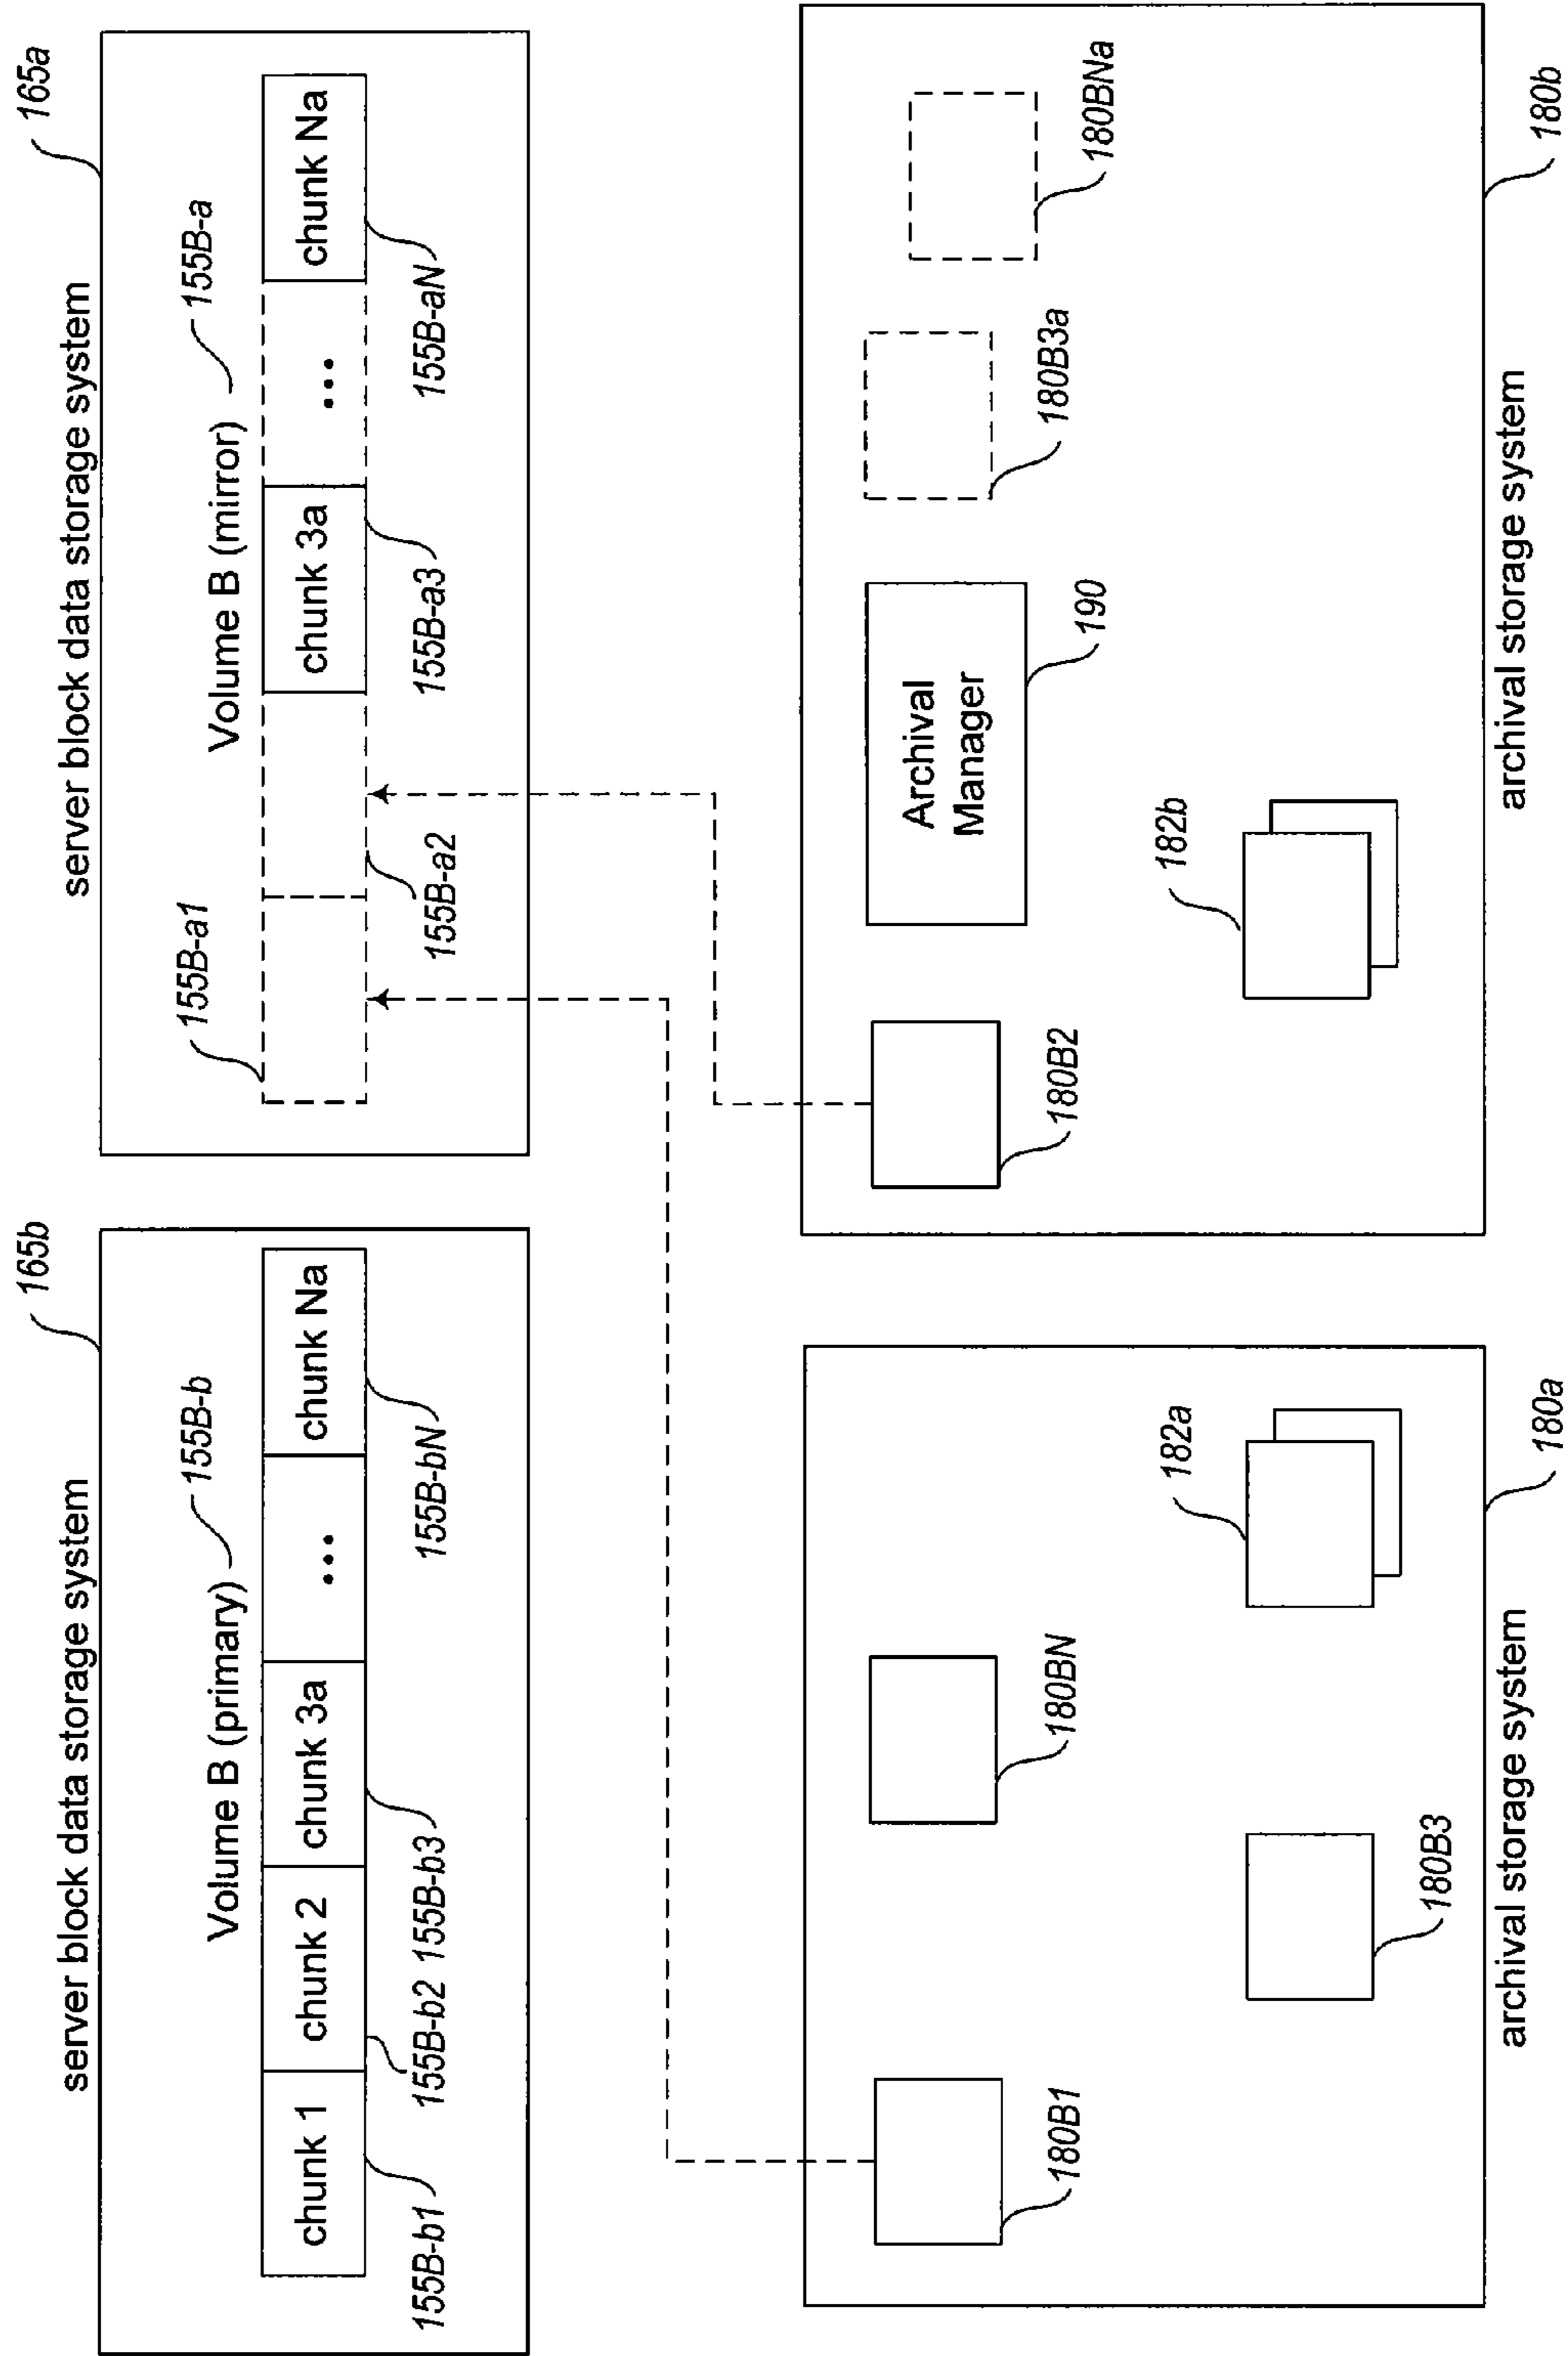 server block data storage system
165b
Volume B (primary)
155B-b
chunk 1
chunk 2
chunk 3a
...
chunk Na
155B-b1
155B-b2
155B-b3
155B-bN
server block data storage system
165a
Volume B (mirror)
155B-a
155B-a1
chunk 3a
...
chunk Na
155B-a2
155B-a3
155B-aN
180B1
180BN
180B3
182a
archival storage system
180a
180B2
Archival
Manager
190
180B3a
180BNa
182b
archival storage system
180b